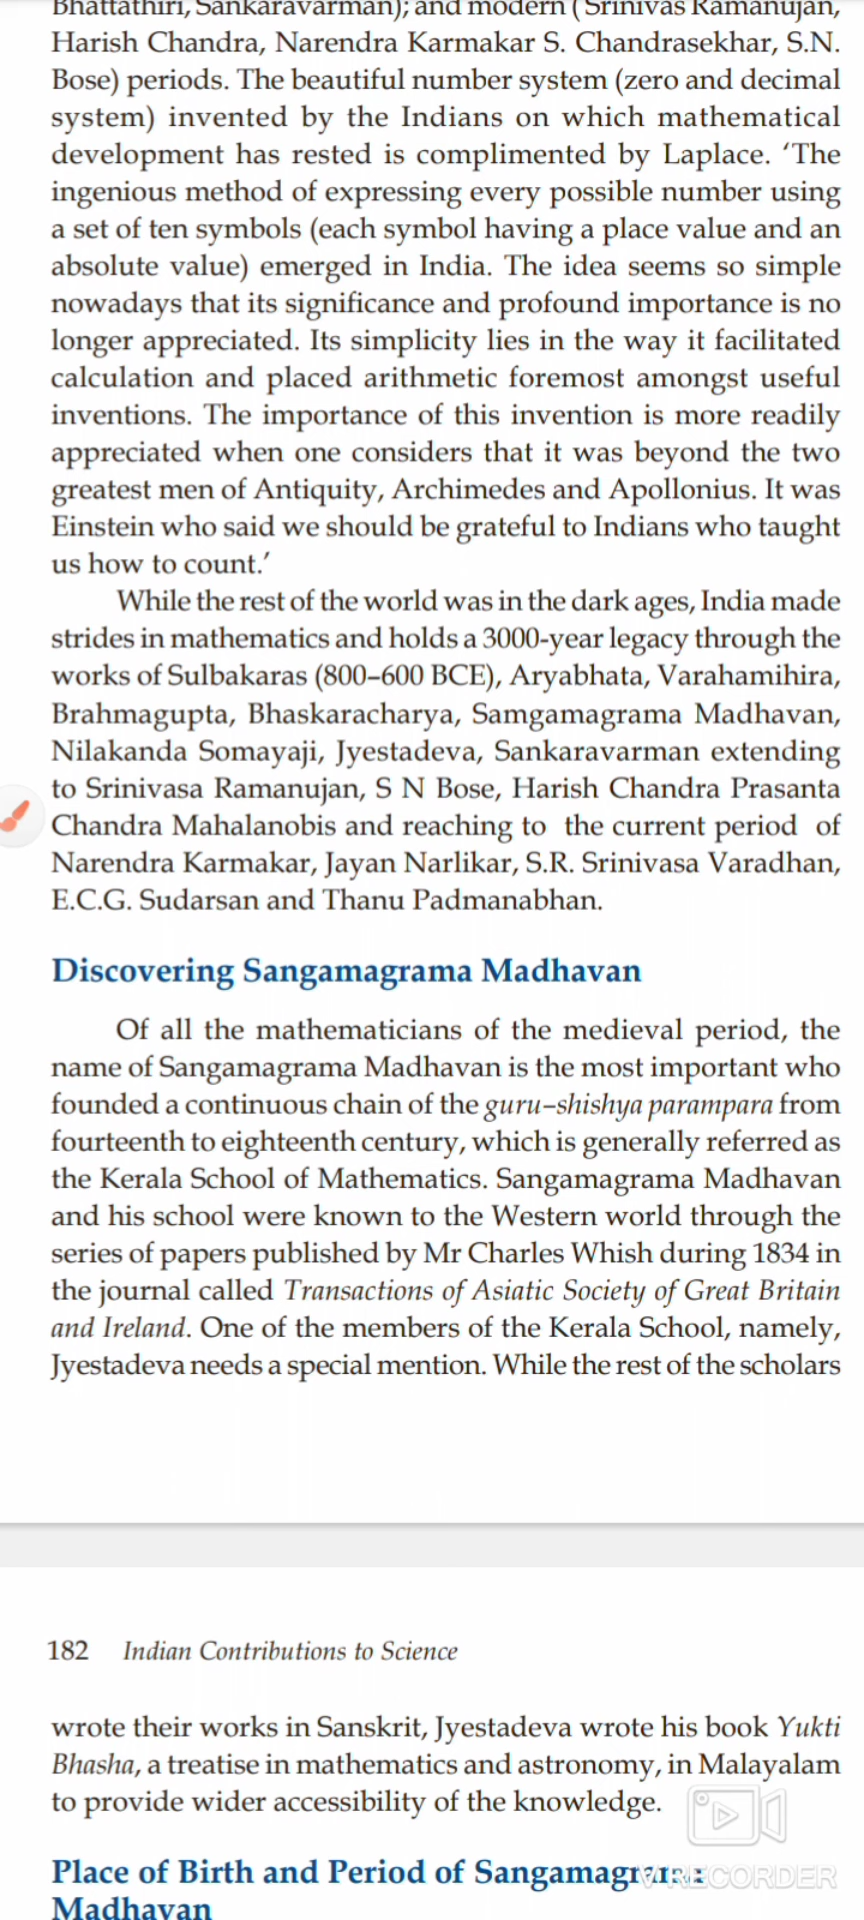 Bhattathiri, Sankaravarman); and modern (Srinivas Ramanujan,
Harish Chandra, Narendra Karmakar S. Chandrasekhar, S.N.
Bose) periods. The beautiful number system (zero and decimal
system) invented by the Indians on which mathematical
development has rested is complimented by Laplace. ‘The
ingenious method of expressing every possible number using
a set of ten symbols (each symbol having a place value and an
absolute value) emerged in India. The idea seems so simple
nowadays that its significance and profound importance is no
longer appreciated. Its simplicity lies in the way it facilitated
calculation and placed arithmetic foremost amongst useful
inventions. The importance of this invention is more readily
appreciated when one considers that it was beyond the two
greatest men of Antiquity, Archimedes and Apollonius. It was
Einstein who said we should be grateful to Indians who taught
us how to count.’
While the rest of the world was in the dark ages, India made
strides in mathematics and holds a 3000-year legacy through the
works of Sulbakaras (800–600 BCE), Aryabhata, Varahamihira,
Brahmagupta, Bhaskaracharya, Samgamagrama Madhavan,
Nilakanda Somayaji, Jyestadeva, Sankaravarman extending
to Srinivasa Ramanujan, S N Bose, Harish Chandra Prasanta
Chandra Mahalanobis and reaching to the current period of
Narendra Karmakar, Jayan Narlikar, S.R. Srinivasa Varadhan,
E.C.G. Sudarsan and Thanu Padmanabhan.
Discovering Sangamagrama Madhavan
Of all the mathematicians of the medieval period, the
name of Sangamagrama Madhavan is the most important who
founded a continuous chain of the guru–shishya parampara from
fourteenth to eighteenth century, which is generally referred as
the Kerala School of Mathematics. Sangamagrama Madhavan
and his school were known to the Western world through the
series of papers published by Mr Charles Whish during 1834 in
the journal called Transactions of Asiatic Society of Great Britain
and Ireland. One of the members of the Kerala School, namely,
Jyestadeva needs a special mention. While the rest of the scholars
182 Indian Contributions to Science
wrote their works in Sanskrit, Jyestadeva wrote his book Yukti
Bhasha, a treatise in mathematics and astronomy, in Malayalam
to provide wider accessibility of the knowledge.
Place of Birth and Period of Sangamagrama
V RECORDER
Madhavan